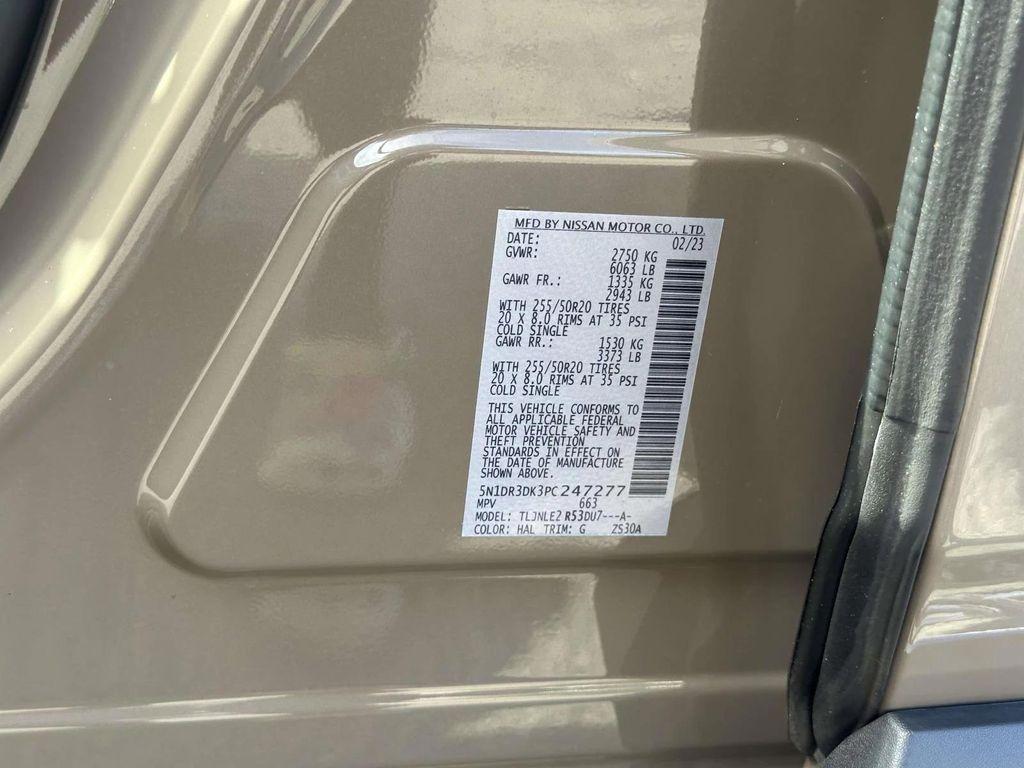 MFD BY NISSAN MOTOR CO., LTD.
DATE: 02/23
GVWR: 2750 KG
6063 LB
GAWR FR.: 1335 KG
2943 LB
WITH 255/50R20 TIRES
20 X 8.0 RIMS AT 35 PSI
COLD SINGLE
GAWR RR.: 1530 KG
3373 LB
WITH 255/50R20 TIRES
20 X 8.0 RIMS AT 35 PSI
COLD SINGLE
THIS VEHICLE CONFORMS TO
ALL APPLICABLE FEDERAL
MOTOR VEHICLE SAFETY AND
THEFT PREVENTION
STANDARDS IN EFFECT ON
THE DATE OF MANUFACTURE
SHOWN ABOVE.
5N1DR3DK3PC247277
MPV 663
MODEL: R53DU7---A-
COLOR: HAL TRIM: G Z530A